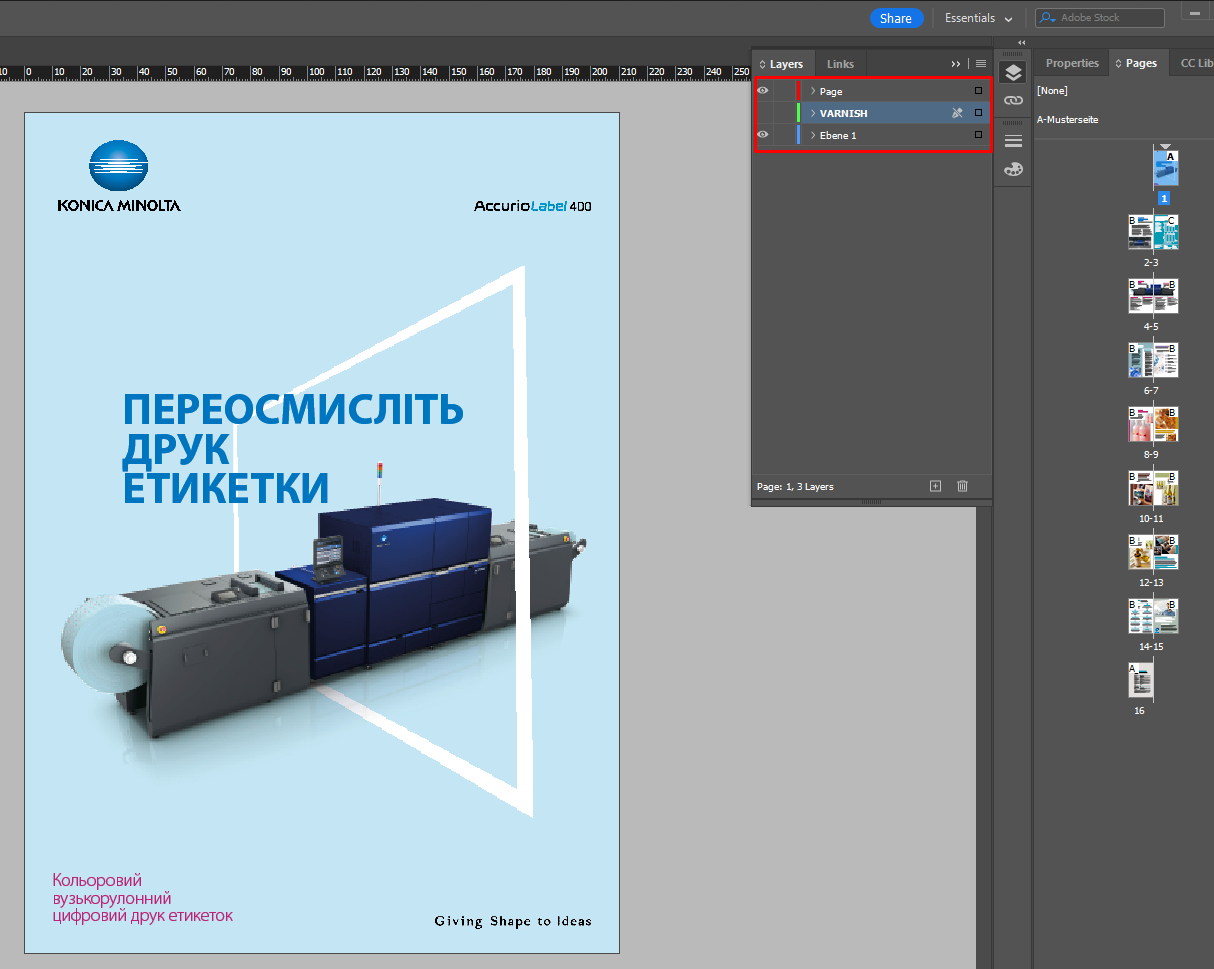 Share
Essentials
Adobe Stock
Layers
Links
Properties
Pages
CC Lib
10 0 10 20 30 40 50 60 70 80 90 100 110 120 130 140 150 160 170 180 190 200 210 220 230 240 250
Page
VARNISH
Ebene 1
Page: 1, 3 Layers
[None]
A-Musterseite
A
1
B
C
2-3
B
B
4-5
B
B
6-7
B
B
8-9
B
B
10-11
B
B
12-13
B
B
14-15
A
16
KONICA MINOLTA
AccurioLabel 400
ПЕРЕОСМИСЛІТЬ
ДРУК
ЕТИКЕТКИ
Кольоровий
вузькорулонний
цифровий друк етикеток
Giving Shape to Ideas